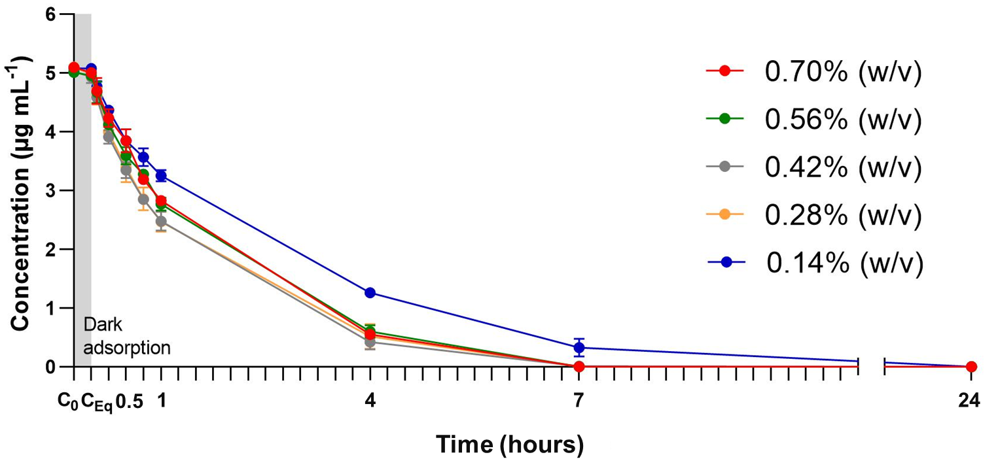 6
5
4
3
2
1
0
Concentration (µg mL⁻¹)
Dark
adsorption
0.70% (w/v)
0.56% (w/v)
0.42% (w/v)
0.28% (w/v)
0.14% (w/v)
C₀ C_Eq 0.5 1 4 7 24
Time (hours)